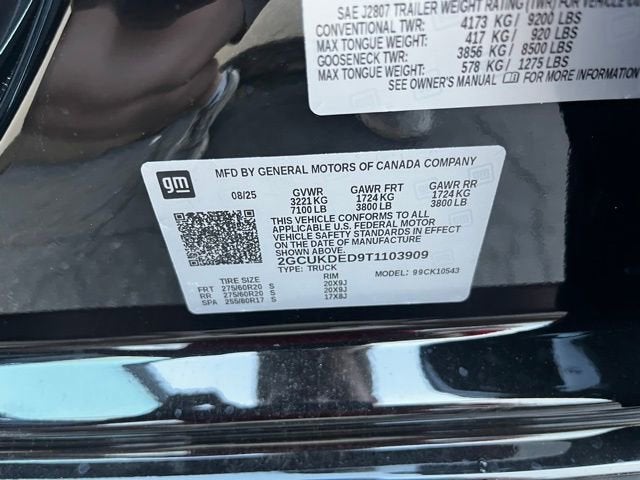 SAE J2807 TRAILER WEIGHT RATING (TWR) FOR VEHICLE
CONVENTIONAL TWR: 4173 KG / 9200 LBS
MAX TONGUE WEIGHT: 417 KG / 920 LBS
GOOSENECK TWR: 3856 KG / 8500 LBS
MAX TONGUE WEIGHT: 578 KG / 1275 LBS
SEE OWNER'S MANUAL gm FOR MORE INFORMATION
MFD BY GENERAL MOTORS OF CANADA COMPANY
gm
08/25 GVWR GAWR FRT GAWR RR
3221 KG 1724 KG 1724 KG
7100 LB 3800 LB 3800 LB
THIS VEHICLE CONFORMS TO ALL
APPLICABLE U.S. FEDERAL MOTOR
VEHICLE SAFETY STANDARDS IN EFFECT
ON THE DATE OF MANUFACTURE
2GCUKDED9T1103909
TYPE: TRUCK MODEL: 99CK10543
TIRE SIZE RIM
FRT 275/60R20 S 20X9J
RR 275/60R20 S 20X9J
SPA 255/80R17 S 17X8J